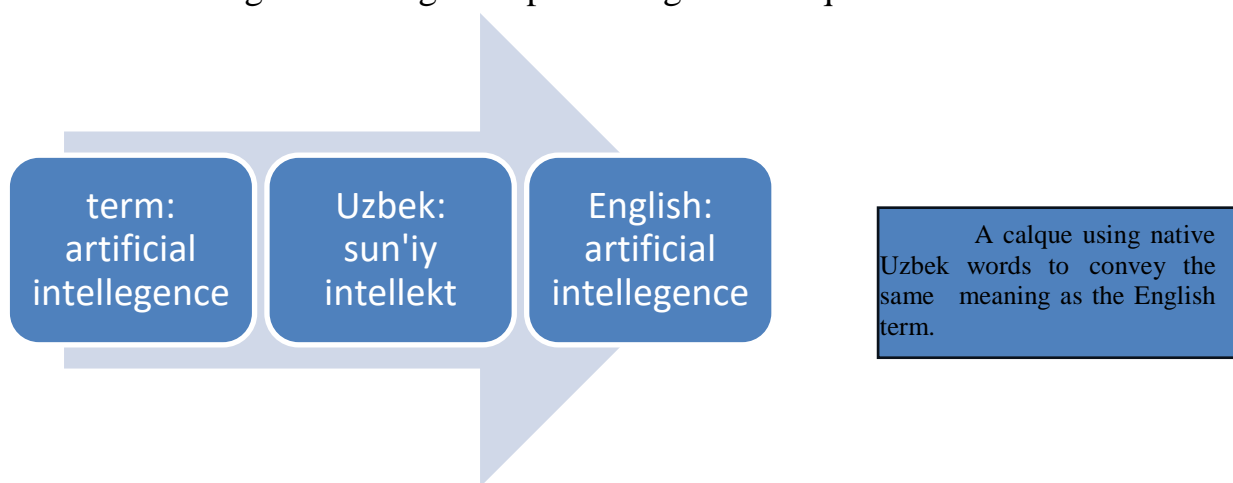 term:
artificial
intellegence
Uzbek:
sun'iy
intellekt
English:
artificial
intellegence
A calque using native
Uzbek words to convey the
same meaning as the English
term.